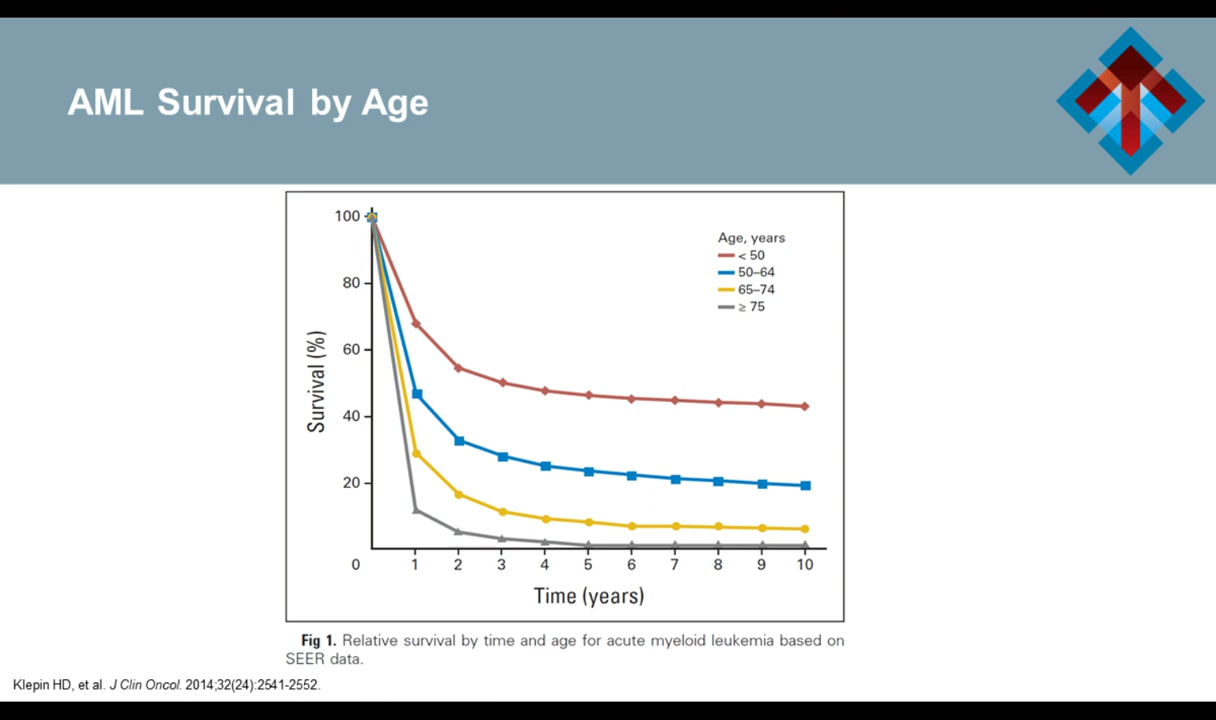 AML Survival by Age
100
80
60
40
20
0
1 2 3 4 5 6 7 8 9 10
Survival (%)
Time (years)
Age, years
< 50
50–64
65–74
≥ 75
Fig 1. Relative survival by time and age for acute myeloid leukemia based on
SEER data.
Klepin HD, et al. J Clin Oncol. 2014;32(24):2541-2552.